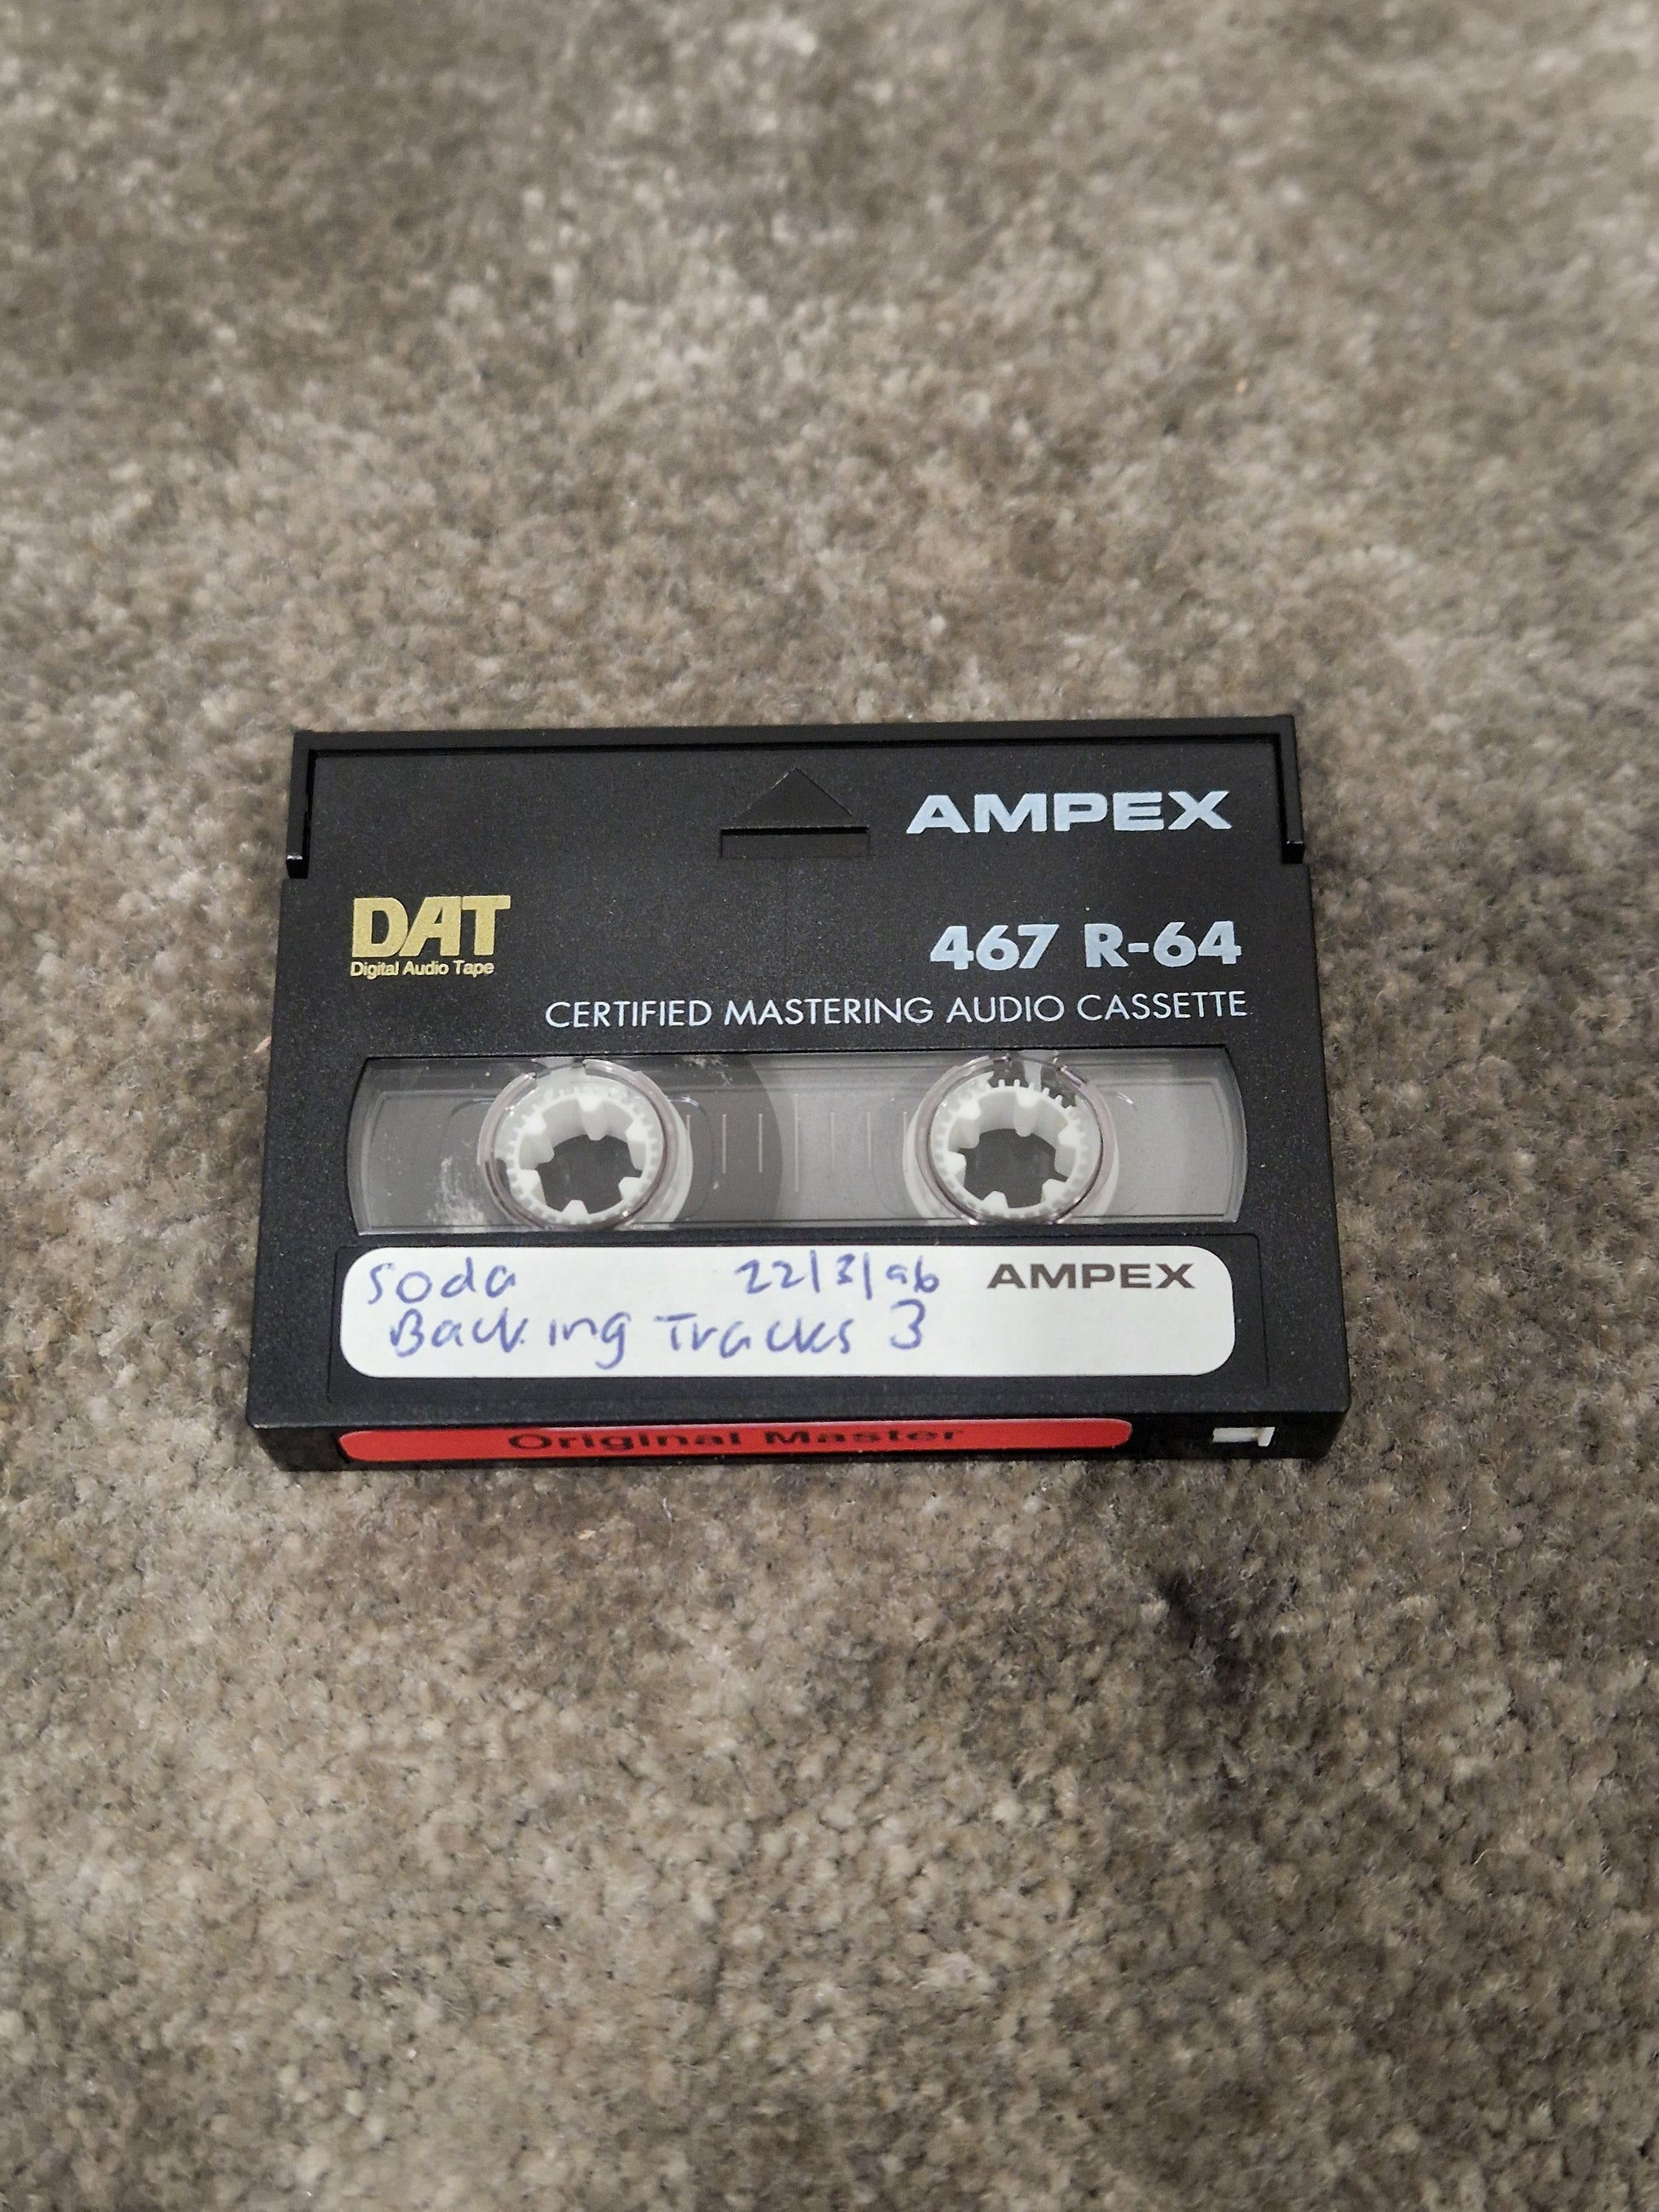 AMPEX
DAT
Digital Audio Tape
467 R-64
CERTIFIED MASTERING AUDIO CASSETTE
Soda 22/3/96 AMPEX
Backing Tracks 3
Original Master